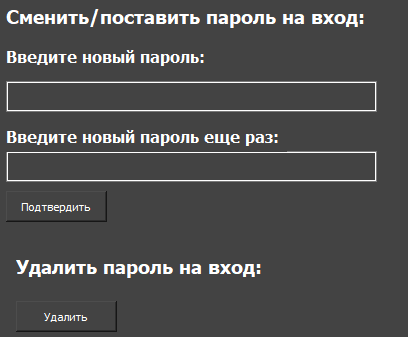 Сменить/поставить пароль на вход:
Введите новый пароль:
Введите новый пароль еще раз:
Подтвердить
Удалить пароль на вход:
Удалить